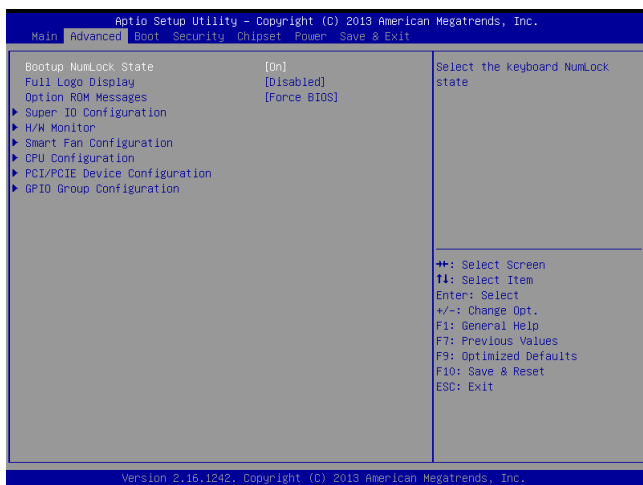 Aptio Setup Utility – Copyright (C) 2013 American Megatrends, Inc.
Main Advanced Boot Security Chipset Power Save & Exit
Bootup NumLock State [On]
Full Logo Display [Disabled]
Option ROM Messages [Force BIOS]
Super IO Configuration
H/W Monitor
Smart Fan Configuration
CPU Configuration
PCI/PCIE Device Configuration
GPIO Group Configuration
Select the keyboard NumLock
state
→←: Select Screen
↑↓: Select Item
Enter: Select
+/-: Change Opt.
F1: General Help
F7: Previous Values
F9: Optimized Defaults
F10: Save & Reset
ESC: Exit
Version 2.16.1242. Copyright (C) 2013 American Megatrends, Inc.